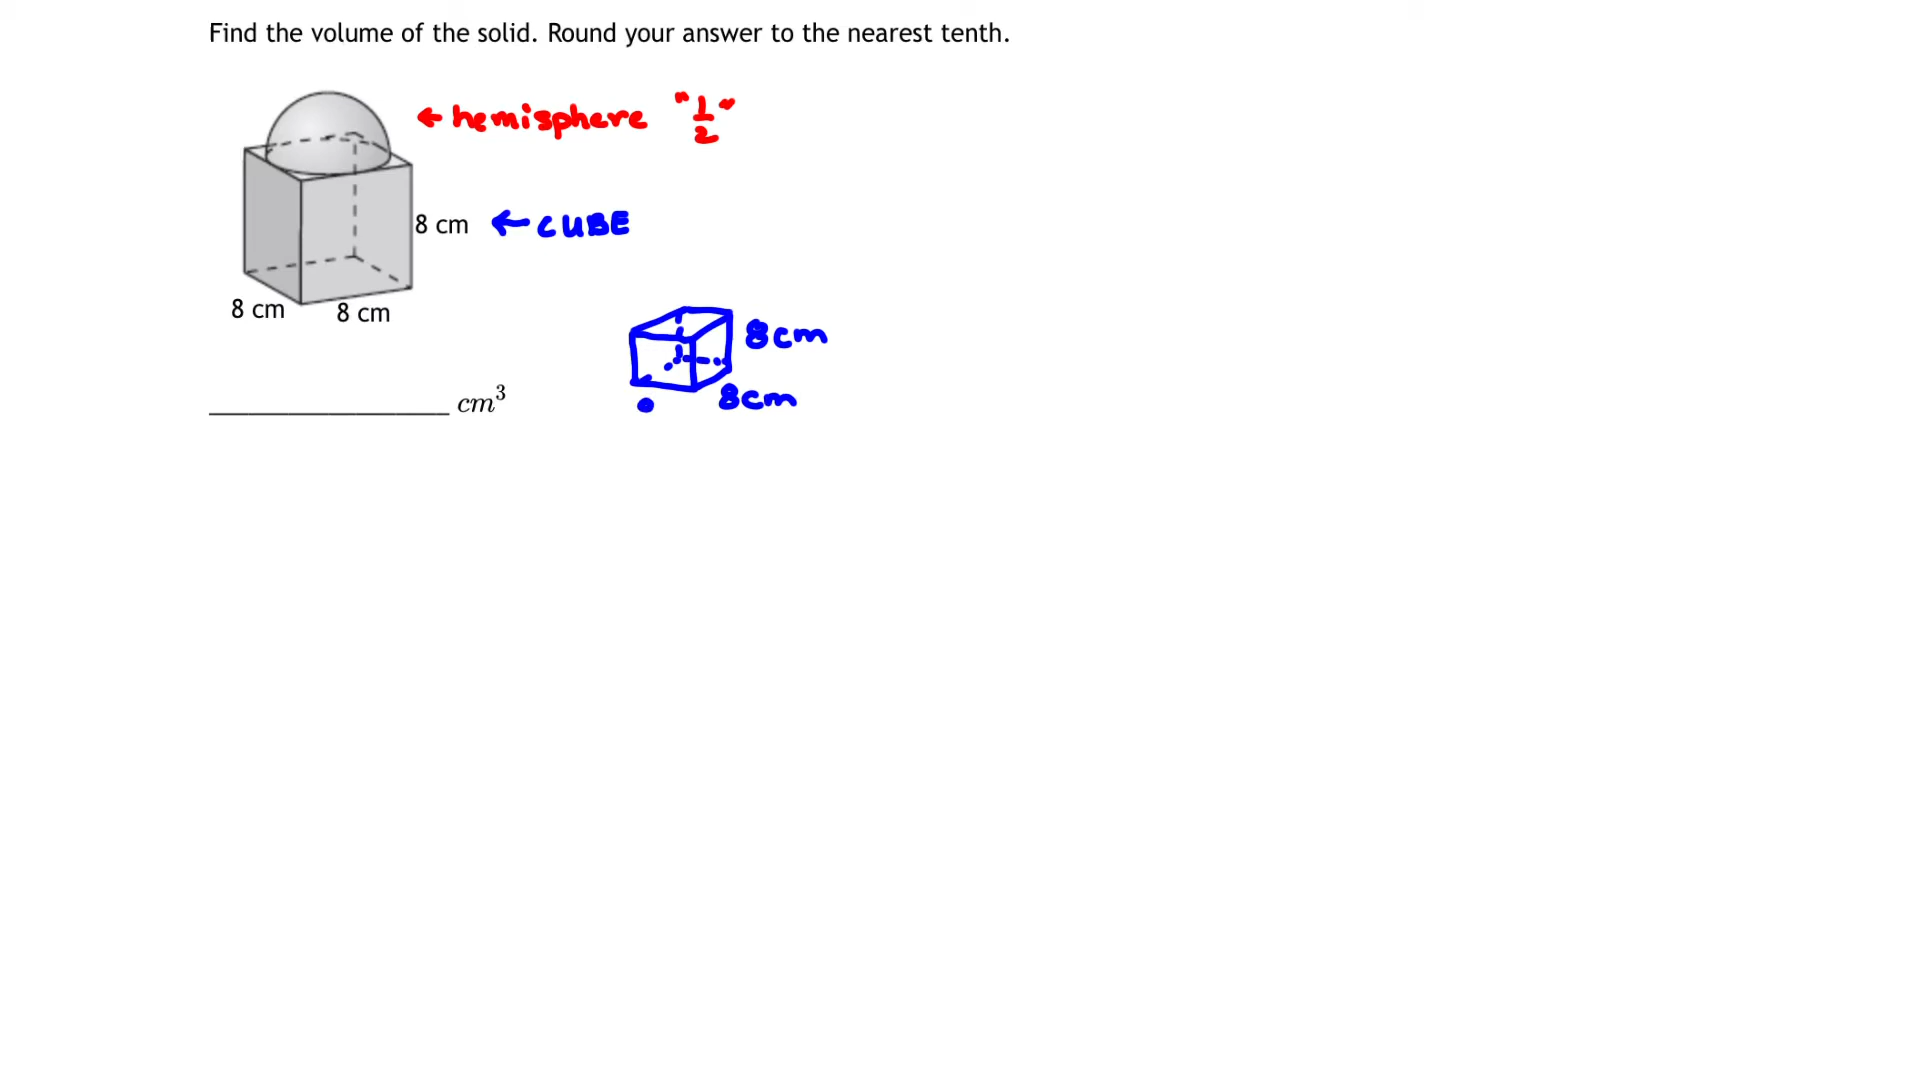 Find the volume of the solid. Round your answer to the nearest tenth.
← hemisphere "1/2"
8 cm ← CUBE
8 cm 8 cm
8cm
8cm
_________________ cm³